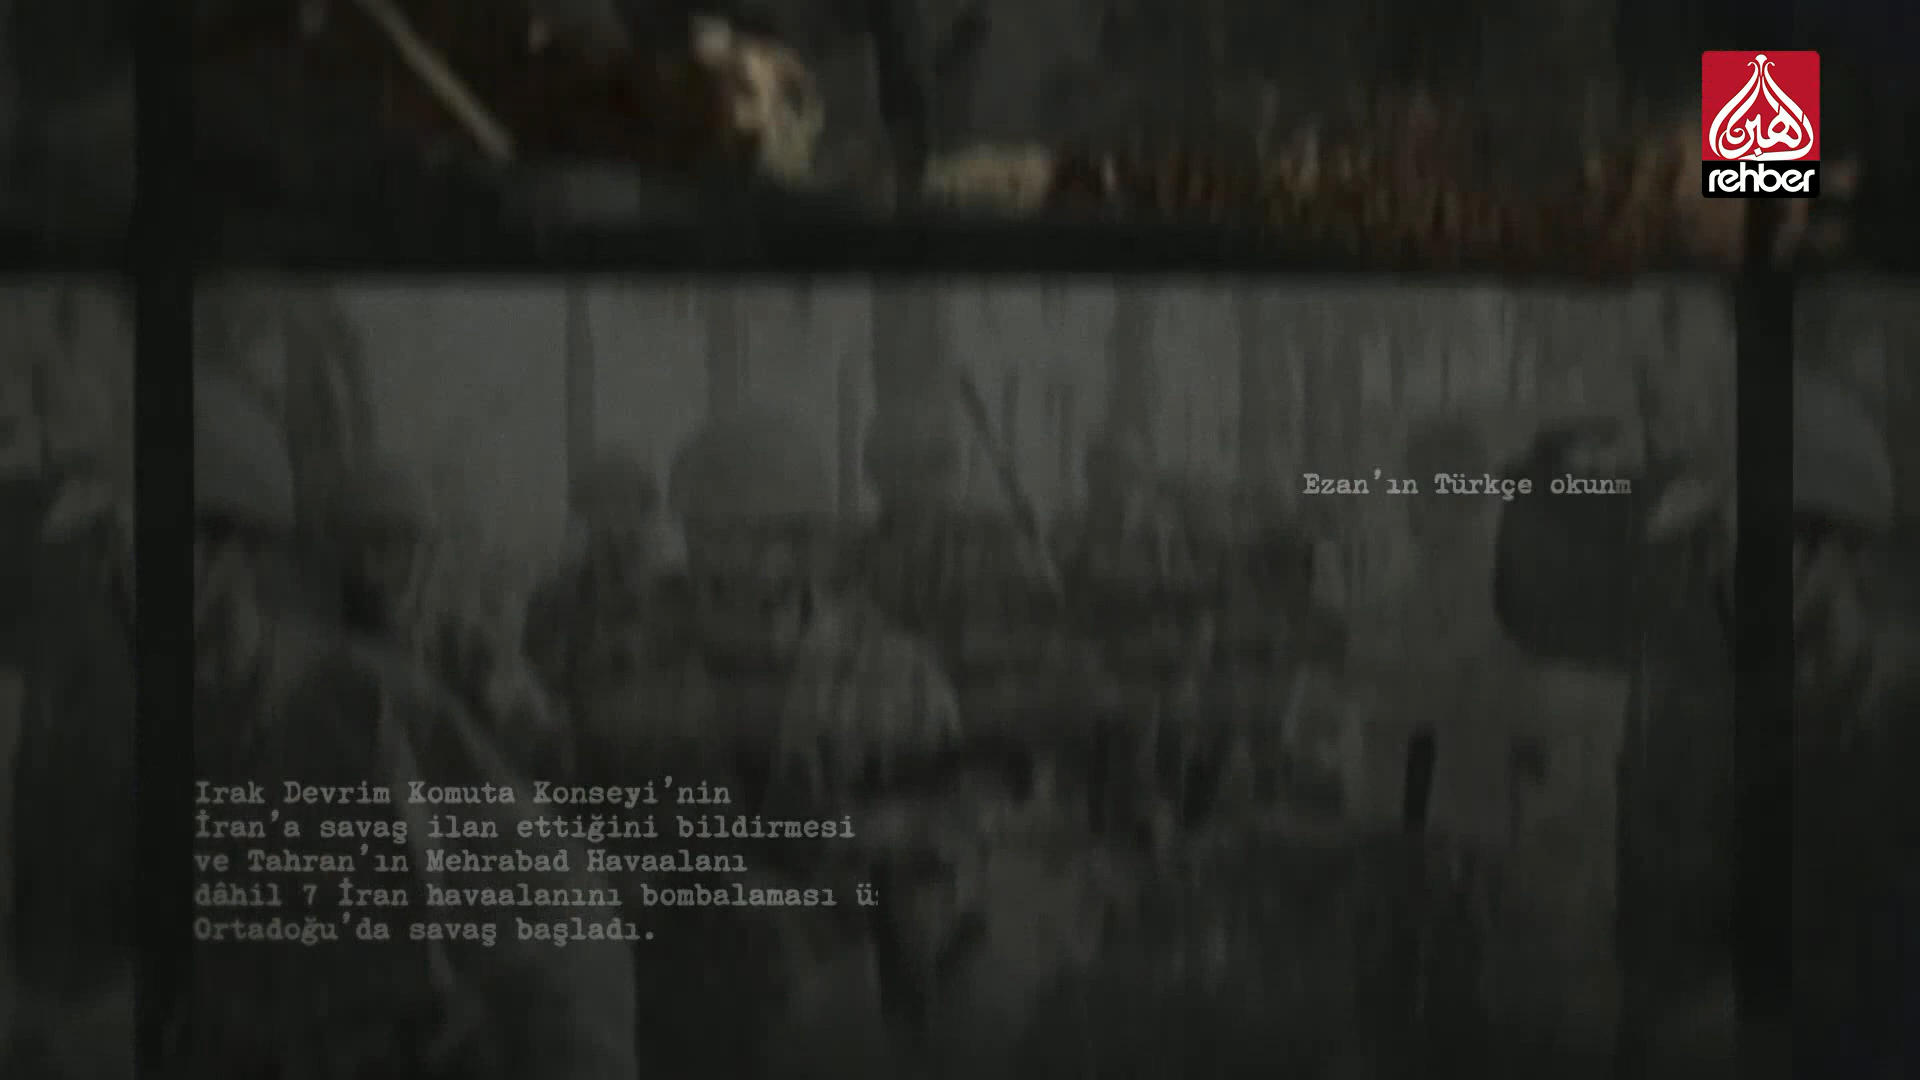 رهبر
rehber
Ezan'ın Türkçe okunm
Irak Devrim Komuta Konseyi'nin
İran'a savaş ilan ettiğini bildirmesi
ve Tahran'ın Mehrabad Havaalanı
dâhil 7 İran havaalanını bombalaması
Ortadoğu'da savaş başladı.